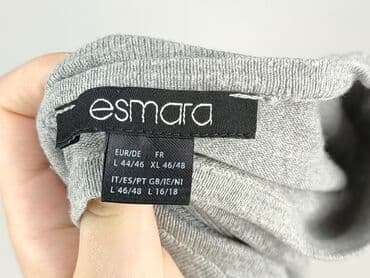 esmara
EUR/DE FR
L 44/46 XL 46/48
IT/ES/PT GB/IE/NI
L 46/48 L 16/18